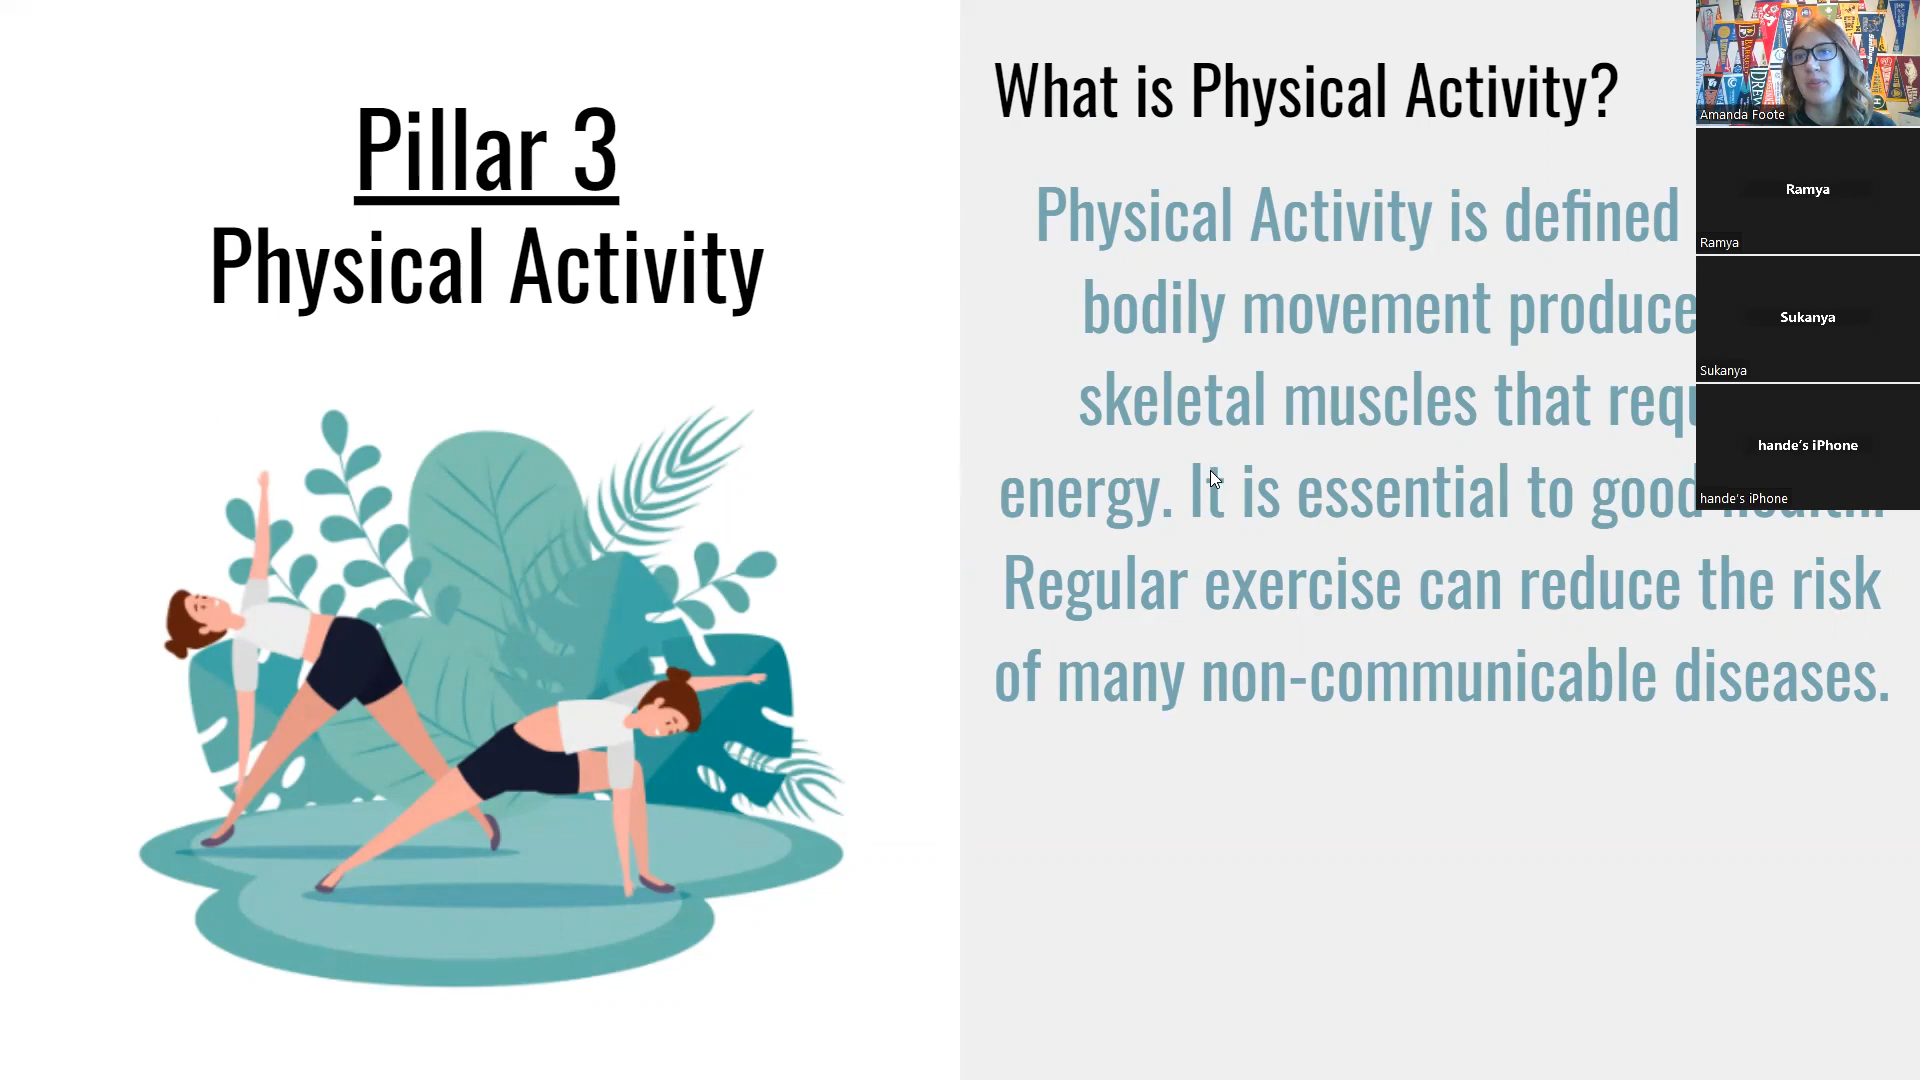 Pillar 3
Physical Activity
What is Physical Activity?
Physical Activity is defined
bodily movement produce
skeletal muscles that requ
energy. It is essential to good
Regular exercise can reduce the risk
of many non-communicable diseases.
Amanda Foote
Ramya
Ramya
Sukanya
Sukanya
hande’s iPhone
hande's iPhone